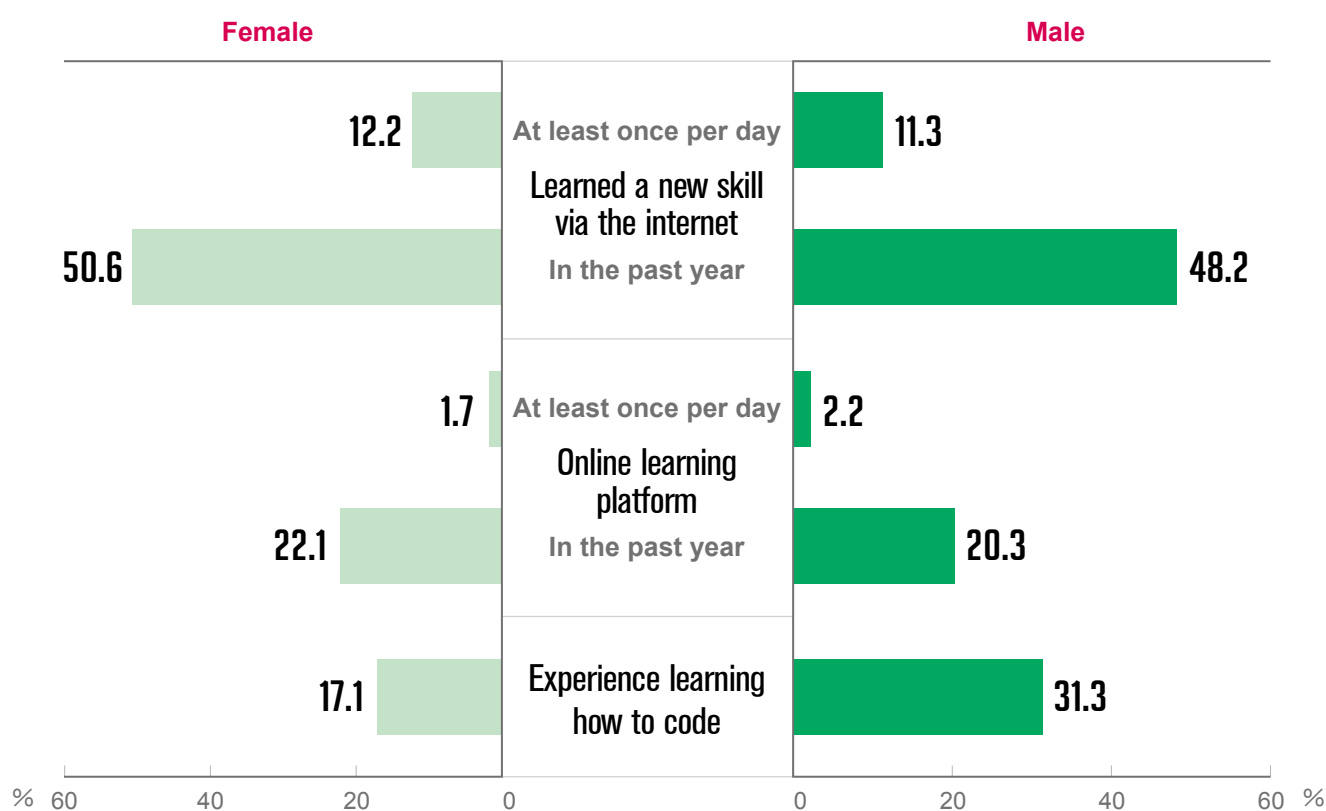 Female Male
12.2 At least once per day 11.3
Learned a new skill
via the internet
50.6 In the past year 48.2
1.7 At least once per day 2.2
Online learning
platform
22.1 In the past year 20.3
17.1 Experience learning 31.3
how to code
% 60 40 20 0 0 20 40 60 %